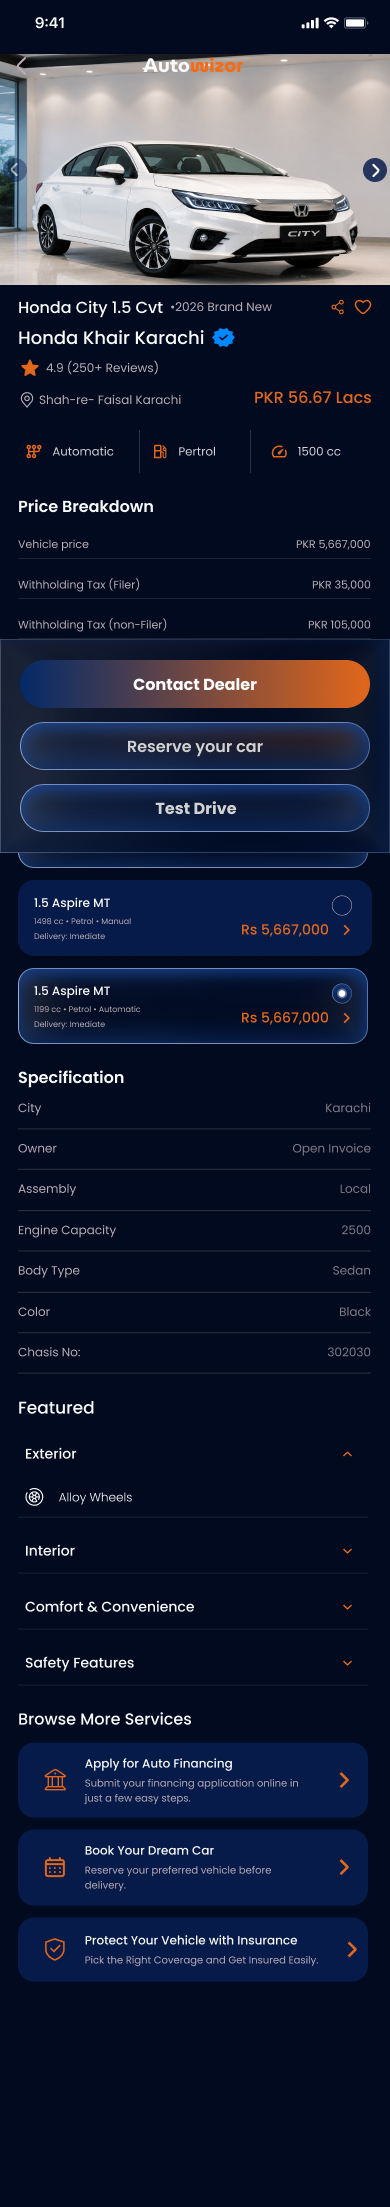 9:41
Autowizor
CITY
Honda City 1.5 Cvt •2026 Brand New
Honda Khair Karachi
4.9 (250+ Reviews)
Shah-re- Faisal Karachi PKR 56.67 Lacs
Automatic Pertrol 1500 cc
Price Breakdown
Vehicle price PKR 5,667,000
Withholding Tax (Filer) PKR 35,000
Withholding Tax (non-Filer) PKR 105,000
Contact Dealer
Reserve your car
Test Drive
1.5 Aspire MT
1498 cc • Petrol • Manual
Delivery: Imediate
Rs 5,667,000
1.5 Aspire MT
1199 cc • Petrol • Automatic
Delivery: Imediate
Rs 5,667,000
Specification
City Karachi
Owner Open Invoice
Assembly Local
Engine Capacity 2500
Body Type Sedan
Color Black
Chasis No: 302030
Featured
Exterior
Alloy Wheels
Interior
Comfort & Convenience
Safety Features
Browse More Services
Apply for Auto Financing
Submit your financing application online in
just a few easy steps.
Book Your Dream Car
Reserve your preferred vehicle before
delivery.
Protect Your Vehicle with Insurance
Pick the Right Coverage and Get Insured Easily.